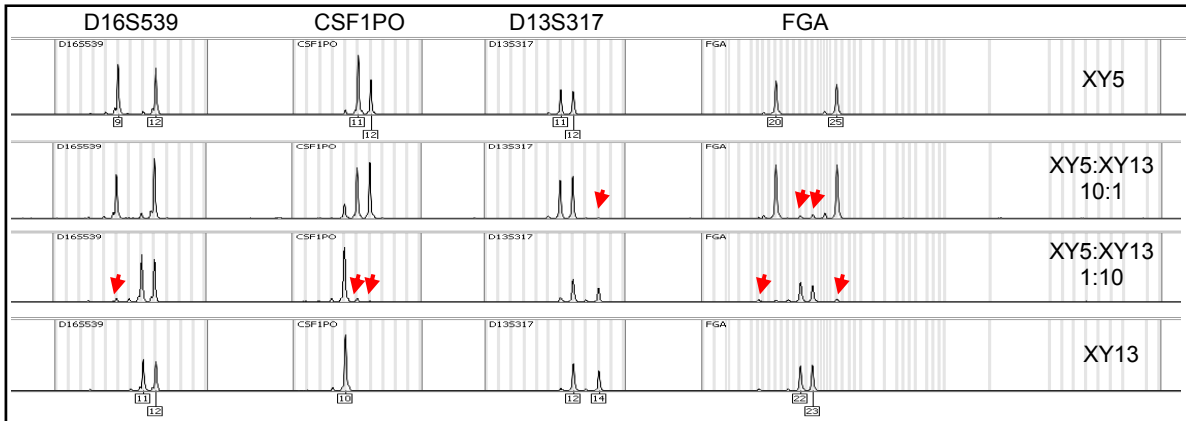 D16S539 CSF1PO D13S317 FGA
D16S539 CSF1PO D13S317 FGA
XY5
9 12 11 12 11 12 20 25
D16S539 CSF1PO D13S317 FGA
XY5:XY13
10:1
D16S539 CSF1PO D13S317 FGA
XY5:XY13
1:10
D16S539 CSF1PO D13S317 FGA
XY13
11 12 10 12 14 22 23